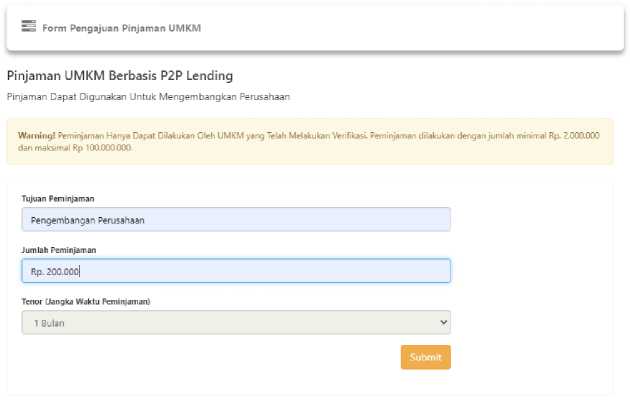 Form Pengajuan Pinjaman UMKM
Pinjaman UMKM Berbasis P2P Lending
Pinjaman Dapat Digunakan Untuk Mengembangkan Perusahaan
Warning! Peminjaman Hanya Dapat Dilakukan Oleh UMKM yang Telah Melakukan Verifikasi. Peminjaman dilakukan dengan jumlah minimal Rp. 2.000.000
dan maksimal Rp 100.000.000.
Tujuan Peminjaman
Pengembangan Perusahaan
Jumlah Peminjaman
Rp. 200.000
Tenor (Jangka Waktu Peminjaman)
1 Bulan
Submit